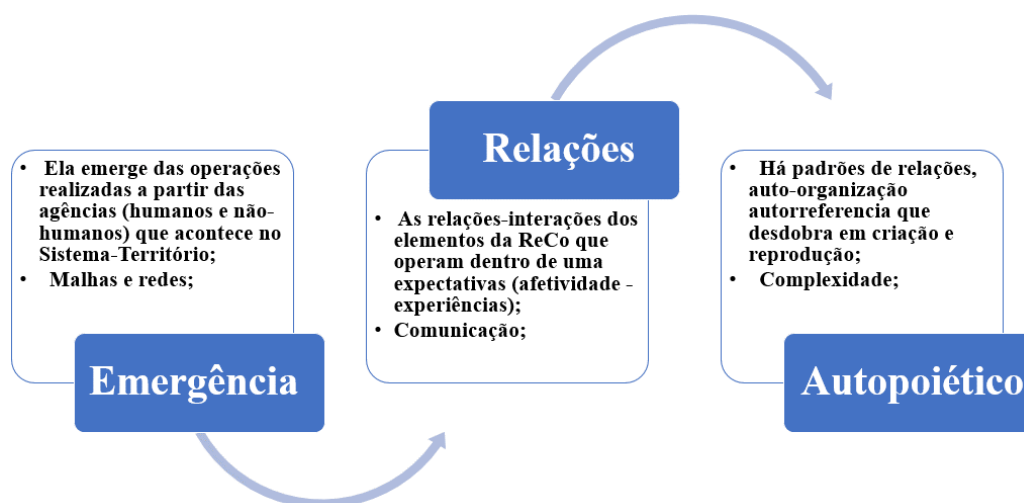 • Ela emerge das operações
realizadas a partir das
agências (humanos e não-
humanos) que acontece no
Sistema-Território;
• Malhas e redes;
Emergência
Relações
• As relações-interações dos
elementos da ReCo que
operam dentro de uma
expectativas (afetividade -
experiências);
• Comunicação;
• Há padrões de relações,
auto-organização
autorreferencia que
desdobra em criação e
reprodução;
• Complexidade;
Autopoiético